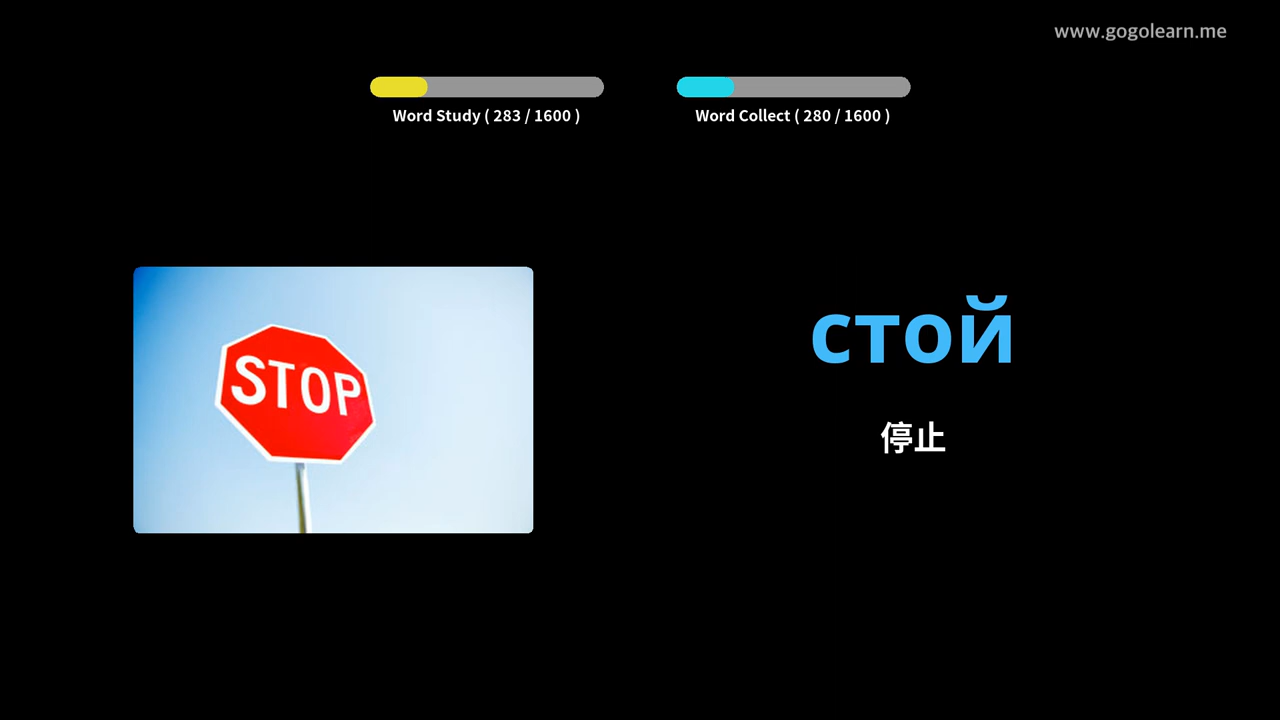 www.gogolearn.me
Word Study ( 283 / 1600 )
Word Collect ( 280 / 1600 )
STOP
стой
停止